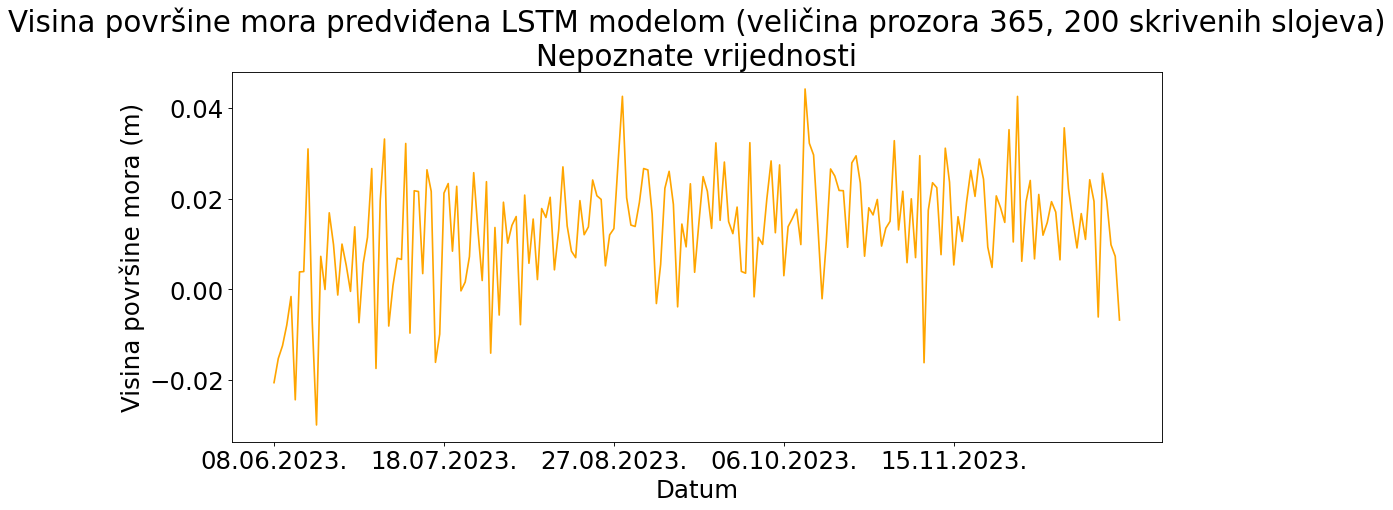 Visina površine mora predviđena LSTM modelom (veličina prozora 365, 200 skrivenih slojeva)
Nepoznate vrijednosti
Visina površine mora (m)
0.04
0.02
0.00
−0.02
08.06.2023. 18.07.2023. 27.08.2023. 06.10.2023. 15.11.2023.
Datum